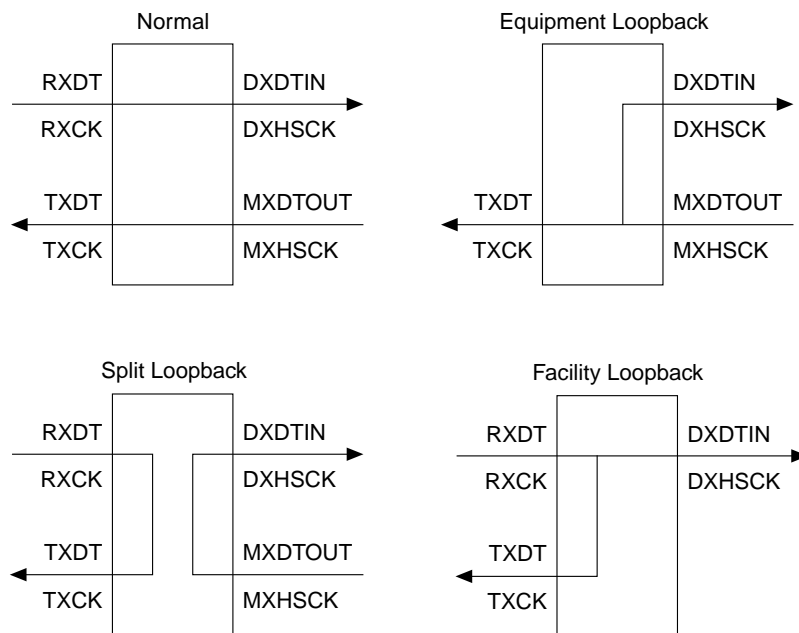 Normal
RXDT
DXDTIN
RXCK
DXHSCK
TXDT
MXDTOUT
TXCK
MXHSCK
Equipment Loopback
DXDTIN
DXHSCK
TXDT
MXDTOUT
TXCK
MXHSCK
Split Loopback
RXDT
DXDTIN
RXCK
DXHSCK
TXDT
MXDTOUT
TXCK
MXHSCK
Facility Loopback
RXDT
DXDTIN
RXCK
DXHSCK
TXDT
TXCK